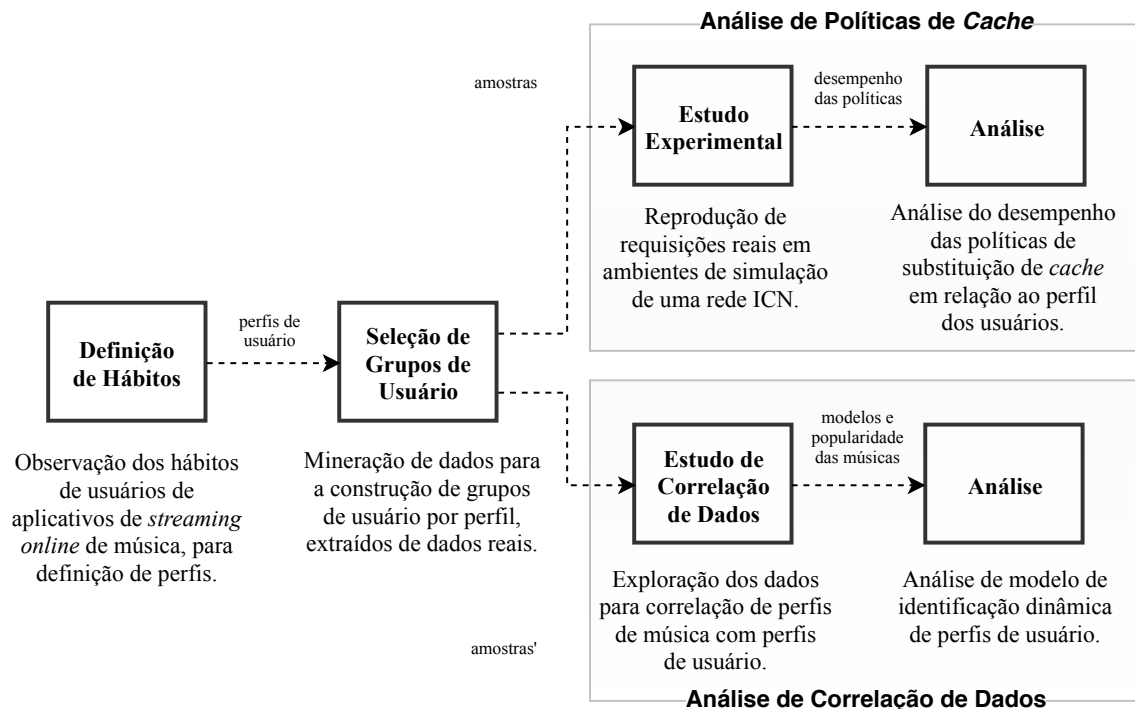 Análise de Políticas de Cache
amostras
Estudo
Experimental
desempenho
das políticas
Análise
Reprodução de
requisições reais em
ambientes de simulação
de uma rede ICN.
Análise do desempenho
das políticas de
substituição de cache
em relação ao perfil
dos usuários.
Definição
de Hábitos
perfis de
usuário
Seleção de
Grupos de
Usuário
Observação dos hábitos
de usuários de
aplicativos de streaming
online de música, para
definição de perfis.
Mineração de dados para
a construção de grupos
de usuário por perfil,
extraídos de dados reais.
Estudo de
Correlação
de Dados
modelos e
popularidade
das músicas
Análise
Exploração dos dados
para correlação de perfis
de música com perfis
de usuário.
Análise de modelo de
identificação dinâmica
de perfis de usuário.
amostras'
Análise de Correlação de Dados